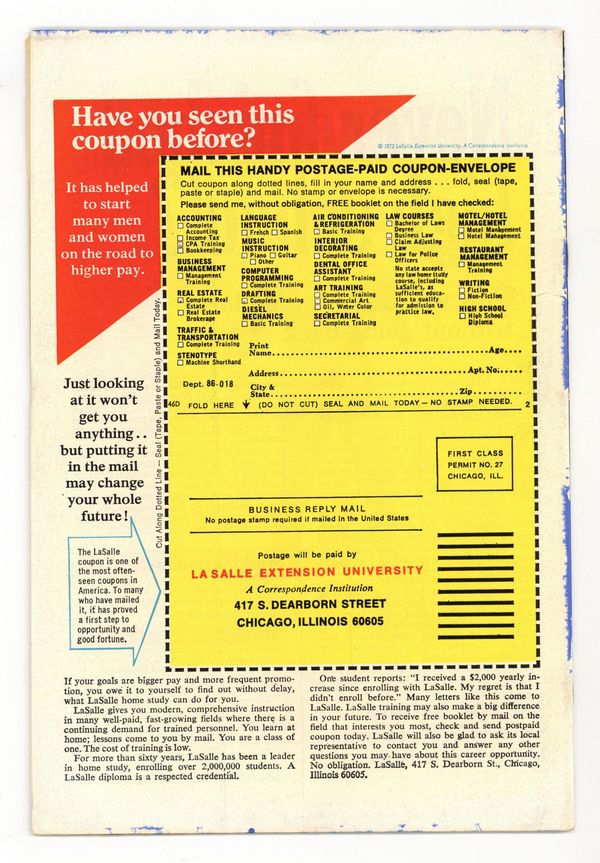 Have you seen this
coupon before?
© 1972 LaSalle Extension University, A Correspondence Institution
It has helped
to start
many men
and women
on the road to
higher pay.
MAIL THIS HANDY POSTAGE-PAID COUPON-ENVELOPE
Cut coupon along dotted lines, fill in your name and address . . . fold, seal (tape,
paste or staple) and mail. No stamp or envelope is necessary.
Please send me, without obligation, FREE booklet on the field I have checked:
ACCOUNTING
Complete
Accounting
Income Tax
CPA Training
Bookkeeping
BUSINESS
MANAGEMENT
Management
Training
REAL ESTATE
Complete Real
Estate
Real Estate
Brokerage
TRAFFIC &
TRANSPORTATION
Complete Training
STENOTYPE
Machine Shorthand
LANGUAGE
INSTRUCTION
French Spanish
MUSIC
INSTRUCTION
Piano Guitar
Other
COMPUTER
PROGRAMMING
Complete Training
DRAFTING
Complete Training
DIESEL
MECHANICS
Basic Training
AIR CONDITIONING
& REFRIGERATION
Basic Training
INTERIOR
DECORATING
Complete Training
DENTAL OFFICE
ASSISTANT
Complete Training
ART TRAINING
Complete Training
Commercial Art
Oil, Water Color
SECRETARIAL
Complete Training
LAW COURSES
Bachelor of Laws
Degree
Business Law
Claim Adjusting
Law
Law for Police
Officers
No state accepts
any law home study
course, including
LaSalle's, as
sufficient educa-
tion to qualify
for admission to
practice law.
MOTEL/HOTEL
MANAGEMENT
Motel Management
Hotel Management
RESTAURANT
MANAGEMENT
Management
Training
WRITING
Fiction
Non-Fiction
HIGH SCHOOL
High School
Diploma
Print
Name Age
Address Apt. No.
Dept. 86-018
City &
State Zip
46D FOLD HERE (DO NOT CUT) SEAL AND MAIL TODAY — NO STAMP NEEDED. 2
Cut Along Dotted Line — Seal (Tape, Paste or Staple) and Mail Today.
Just looking
at it won't
get you
anything . .
but putting it
in the mail
may change
your whole
future!
The LaSalle
coupon is one of
the most often-
seen coupons in
America. To many
who have mailed
it, it has proved
a first step to
opportunity and
good fortune.
FIRST CLASS
PERMIT NO. 27
CHICAGO, ILL.
BUSINESS REPLY MAIL
No postage stamp required if mailed in the United States
Postage will be paid by
LA SALLE EXTENSION UNIVERSITY
A Correspondence Institution
417 S. DEARBORN STREET
CHICAGO, ILLINOIS 60605
If your goals are bigger pay and more frequent promo-
tion, you owe it to yourself to find out without delay,
what LaSalle home study can do for you.
LaSalle gives you modern, comprehensive instruction
in many well-paid, fast-growing fields where there is a
continuing demand for trained personnel. You learn at
home; lessons come to you by mail. You are a class of
one. The cost of training is low.
For more than sixty years, LaSalle has been a leader
in home study, enrolling over 2,000,000 students. A
LaSalle diploma is a respected credential.
One student reports: "I received a $2,000 yearly in-
crease since enrolling with LaSalle. My regret is that I
didn't enroll before." Many letters like this come to
LaSalle. LaSalle training may also make a big difference
in your future. To receive free booklet by mail on the
field that interests you most, check and send postpaid
coupon today. LaSalle will also be glad to ask its local
representative to contact you and answer any other
questions you may have about this career opportunity.
No obligation. LaSalle, 417 S. Dearborn St., Chicago,
Illinois 60605.